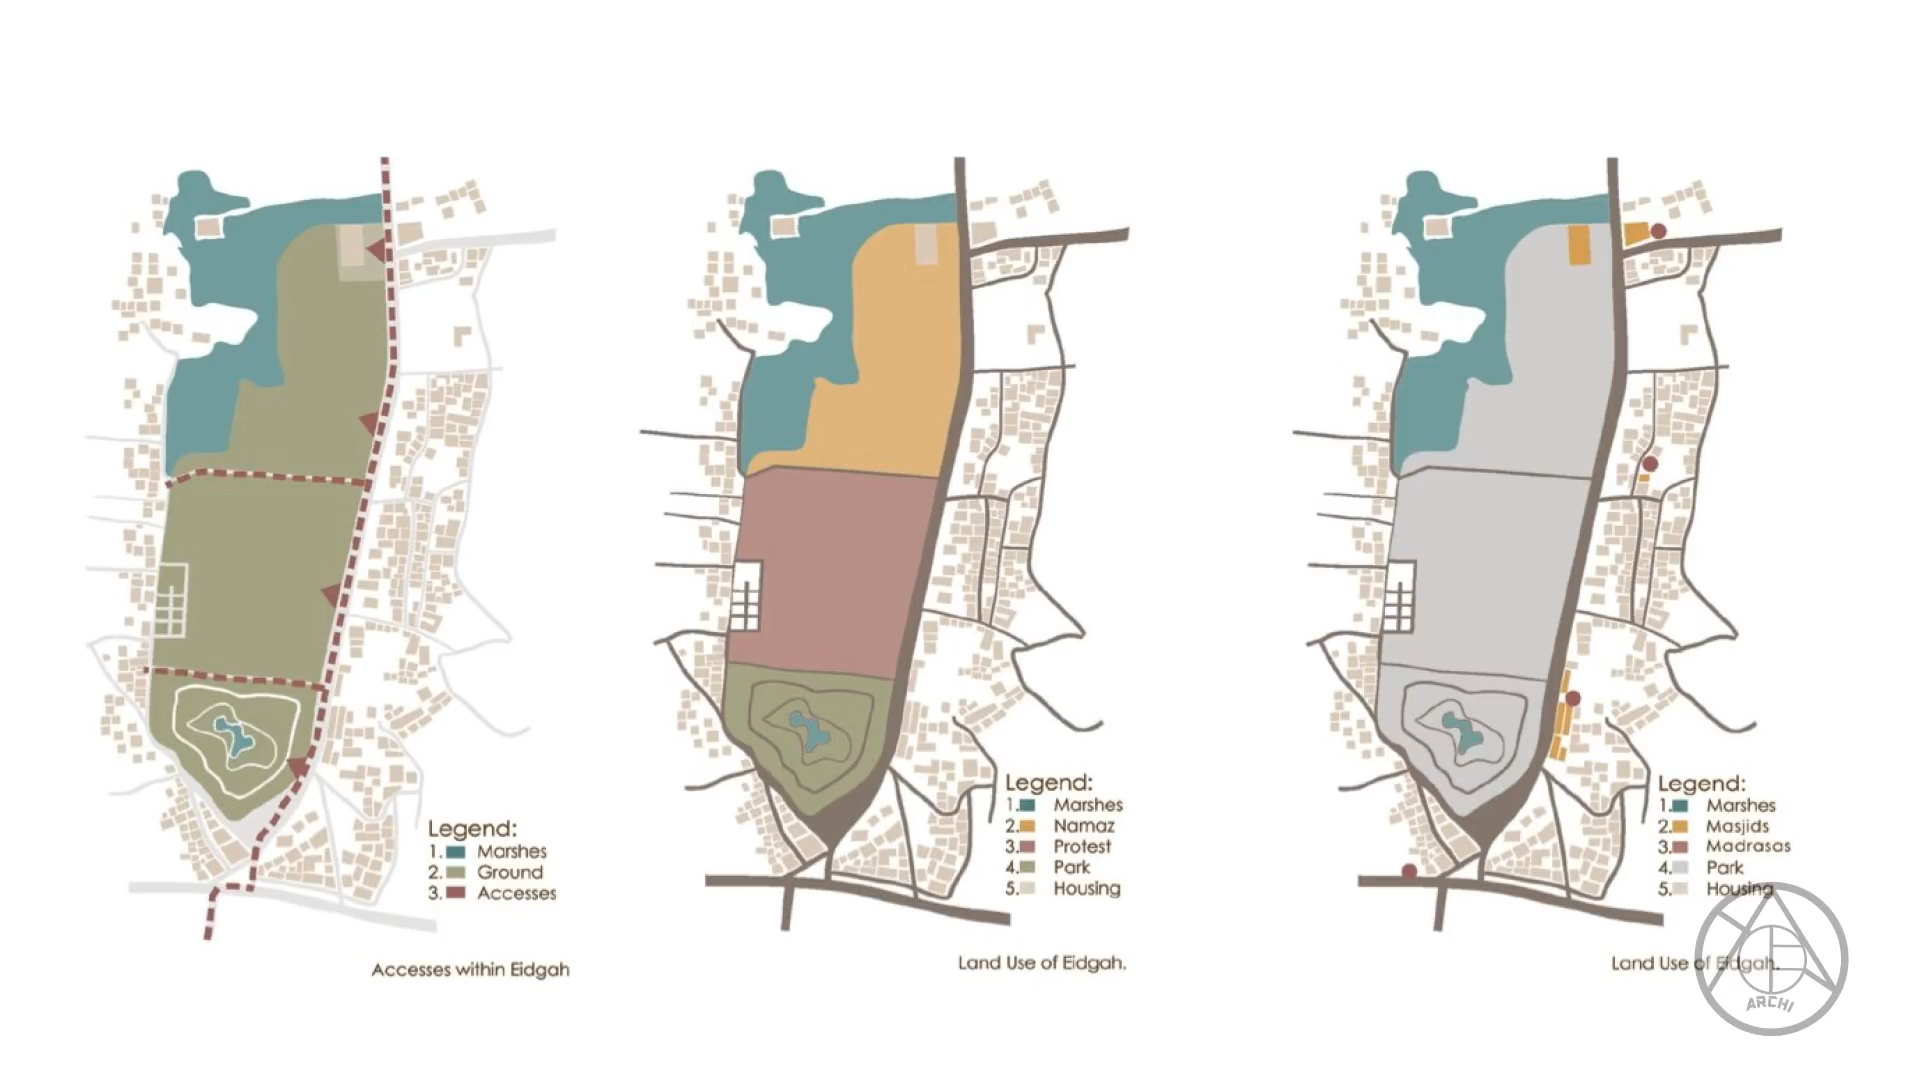 Legend:
1. Marshes
2. Ground
3. Accesses
Accesses within Eidgah
Legend:
1. Marshes
2. Namaz
3. Protest
4. Park
5. Housing
Land Use of Eidgah.
Legend:
1. Marshes
2. Masjids
3. Madrasas
4. Park
5. Housing
Land Use of Eidgah.
ARCHI